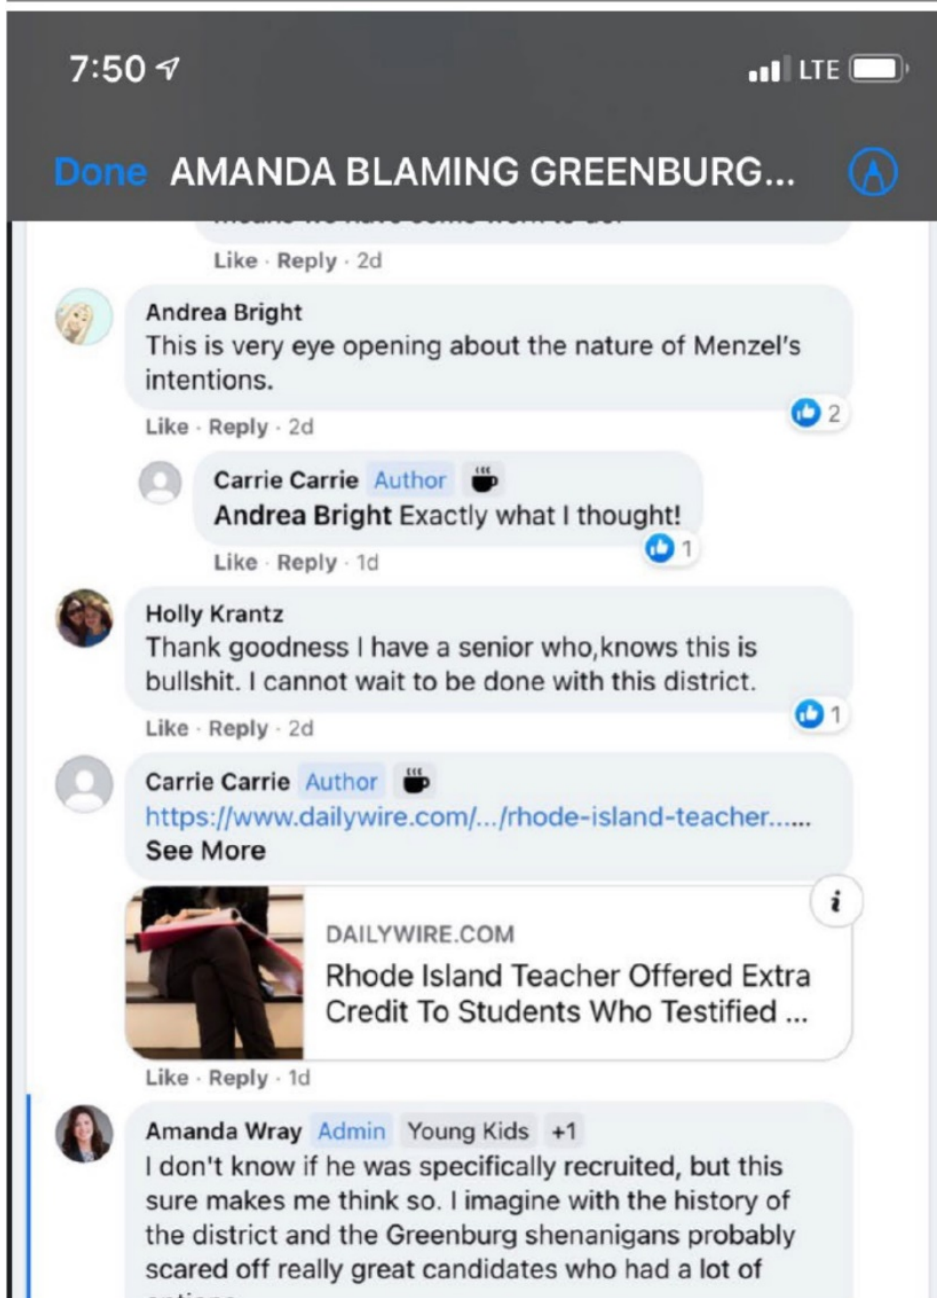 7:50
LTE
Done AMANDA BLAMING GREENBURG...
Like · Reply · 2d
Andrea Bright
This is very eye opening about the nature of Menzel's
intentions.
2
Like · Reply · 2d
Carrie Carrie Author
Andrea Bright Exactly what I thought!
1
Like · Reply · 1d
Holly Krantz
Thank goodness I have a senior who,knows this is
bullshit. I cannot wait to be done with this district.
1
Like · Reply · 2d
Carrie Carrie Author
https://www.dailywire.com/.../rhode-island-teacher......
See More
i
DAILYWIRE.COM
Rhode Island Teacher Offered Extra
Credit To Students Who Testified ...
Like · Reply · 1d
Amanda Wray Admin Young Kids +1
I don't know if he was specifically recruited, but this
sure makes me think so. I imagine with the history of
the district and the Greenburg shenanigans probably
scared off really great candidates who had a lot of